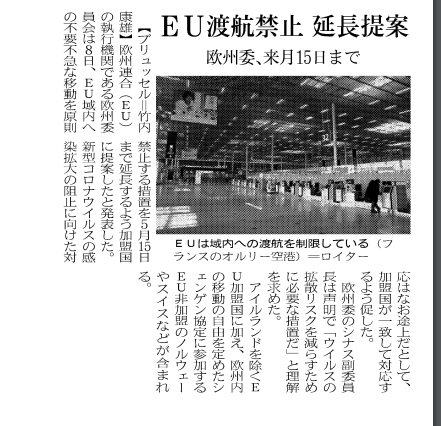 EU渡航禁止 延長提案
欧州委、来月15日まで
【ブリュッセル=竹内
康雄】欧州連合(EU)
の執行機関である欧州委
員会は8日、EU域内へ
の不要不急な移動を原則
禁止する措置を5月15日
まで延長するよう加盟国
に提案したと発表した。
新型コロナウイルスの感
染拡大の阻止に向けた対
32
EUは域内への渡航を制限している(フ
ランスのオルリー空港)=ロイター
応はなお途上だとして、
加盟国が一致して対応す
るよう促した。
欧州委のシナス副委員
長は声明で「ウイルスの
拡散リスクを減らすため
に必要な措置だ」と理解
を求めた。
アイルランドを除くE
U加盟国に加え、欧州内
の移動の自由を定めたシ
ェンゲン協定に参加する
EU非加盟のノルウェー
やスイスなどが含まれ
る。